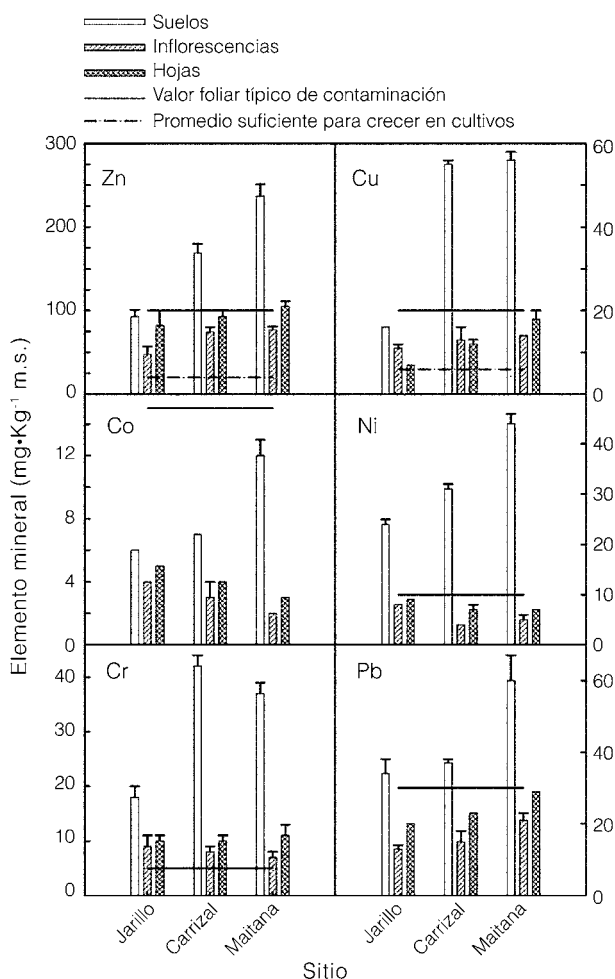 Suelos
Inflorescencias
Hojas
Valor foliar típico de contaminación
Promedio suficiente para crecer en cultivos
300
Zn
Cu
60
250
200
100
0
40
20
0
Elemento mineral (mg•Kg⁻¹ m.s.)
Co
Ni
12
8
4
0
40
30
20
10
0
Cr
Pb
40
30
20
10
0
60
40
20
0
Jarillo
Carrizal
Maitana
Jarillo
Carrizal
Maitana
Sitio